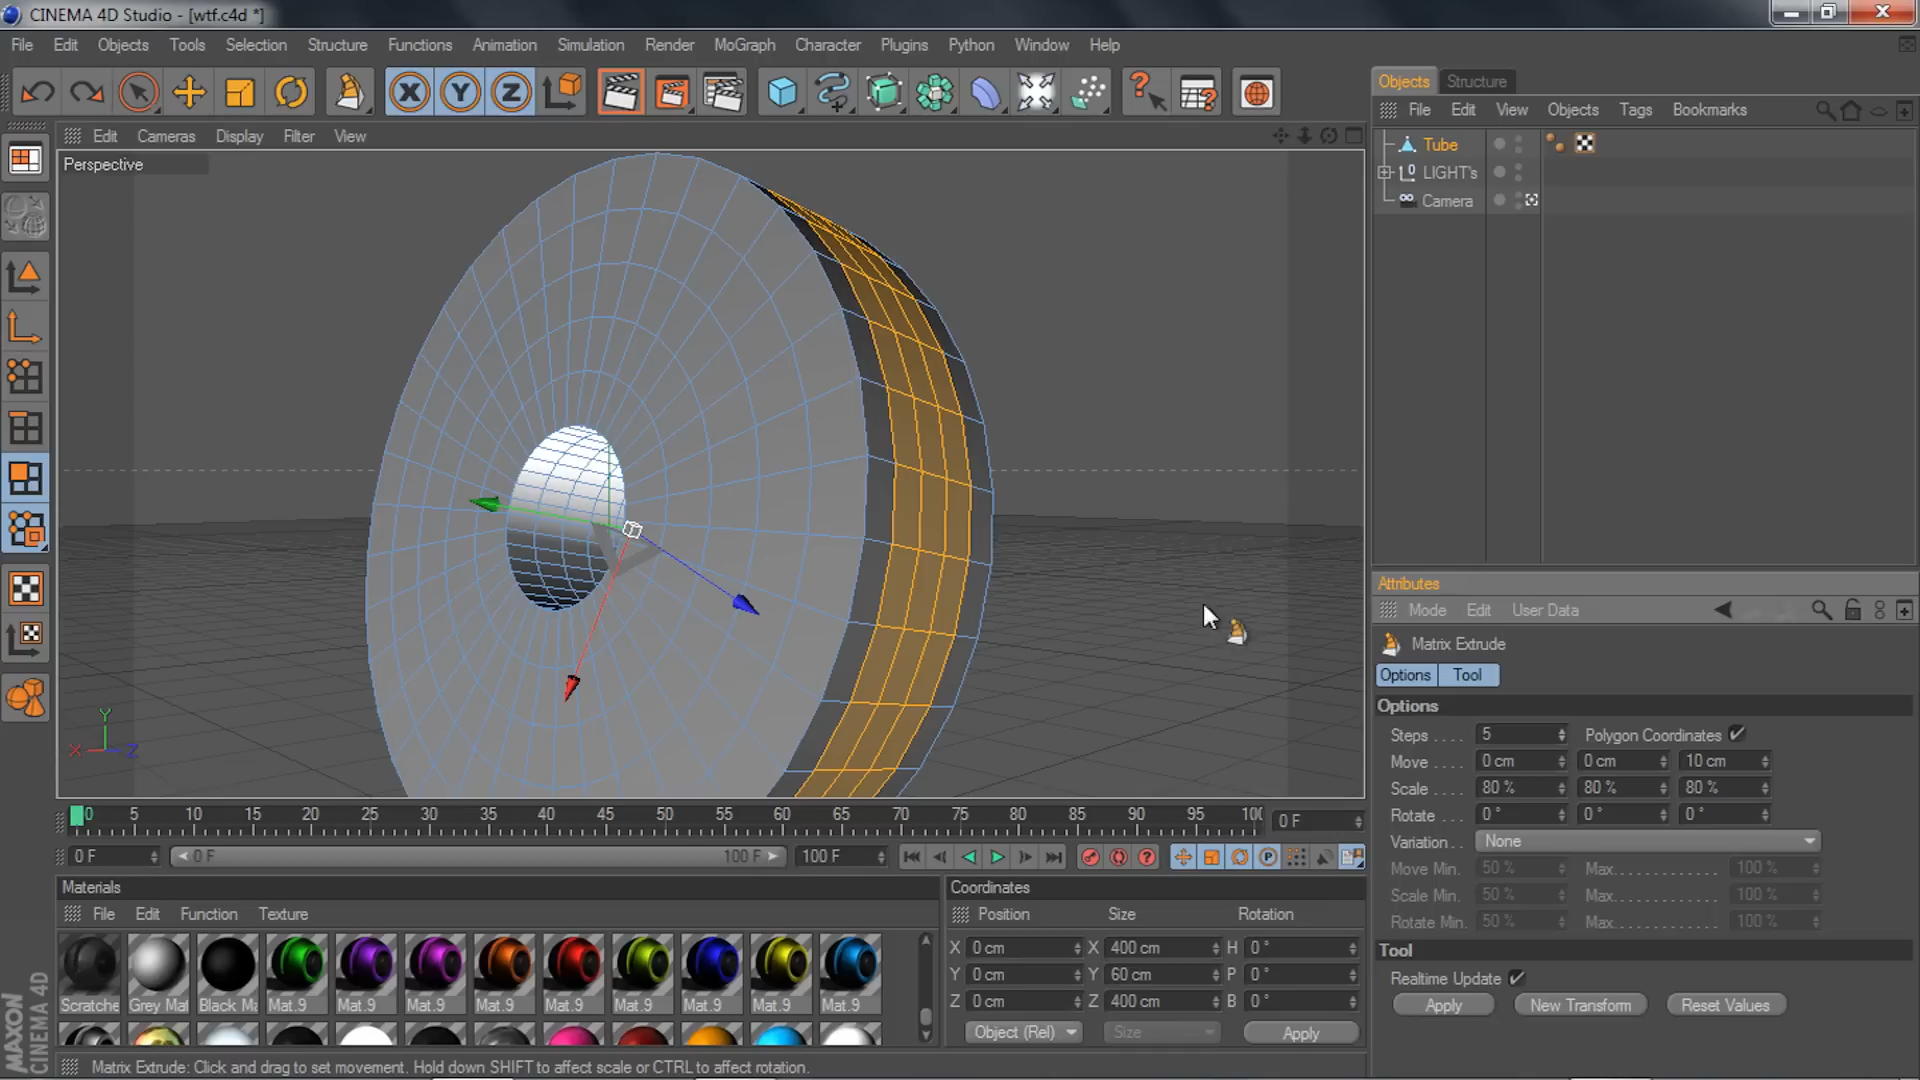 CINEMA 4D Studio - [wtf.c4d *]
File Edit Objects Tools Selection Structure Functions Animation Simulation Render MoGraph Character Plugins Python Window Help
X Y Z
Objects Structure
File Edit View Objects Tags Bookmarks
Edit Cameras Display Filter View
Perspective
Tube
LIGHT's
Camera
Y
X Z
Attributes
Mode Edit User Data
Matrix Extrude
Options Tool
Options
Steps . . . . 5 Polygon Coordinates
Move . . . . 0 cm 0 cm 10 cm
Scale . . . . 80 % 80 % 80 %
Rotate . . . 0 ° 0 ° 0 °
Variation. . None
Move Min. 50 % Max. 100 %
Scale Min. 50 % Max. 100 %
Rotate Min. 50 % Max. 100 %
Tool
Realtime Update
Apply New Transform Reset Values
0 5 10 15 20 25 30 35 40 45 50 55 60 65 70 75 80 85 90 95 100 0 F
0 F 0 F 100 F 100 F
Materials
File Edit Function Texture
Scratche Grey Mat Black Ma Mat.9 Mat.9 Mat.9 Mat.9 Mat.9 Mat.9 Mat.9 Mat.9 Mat.9
Coordinates
Position Size Rotation
X 0 cm X 400 cm H 0 °
Y 0 cm Y 60 cm P 0 °
Z 0 cm Z 400 cm B 0 °
Object (Rel) Size Apply
MAXON
CINEMA 4D
Matrix Extrude: Click and drag to set movement. Hold down SHIFT to affect scale or CTRL to affect rotation.